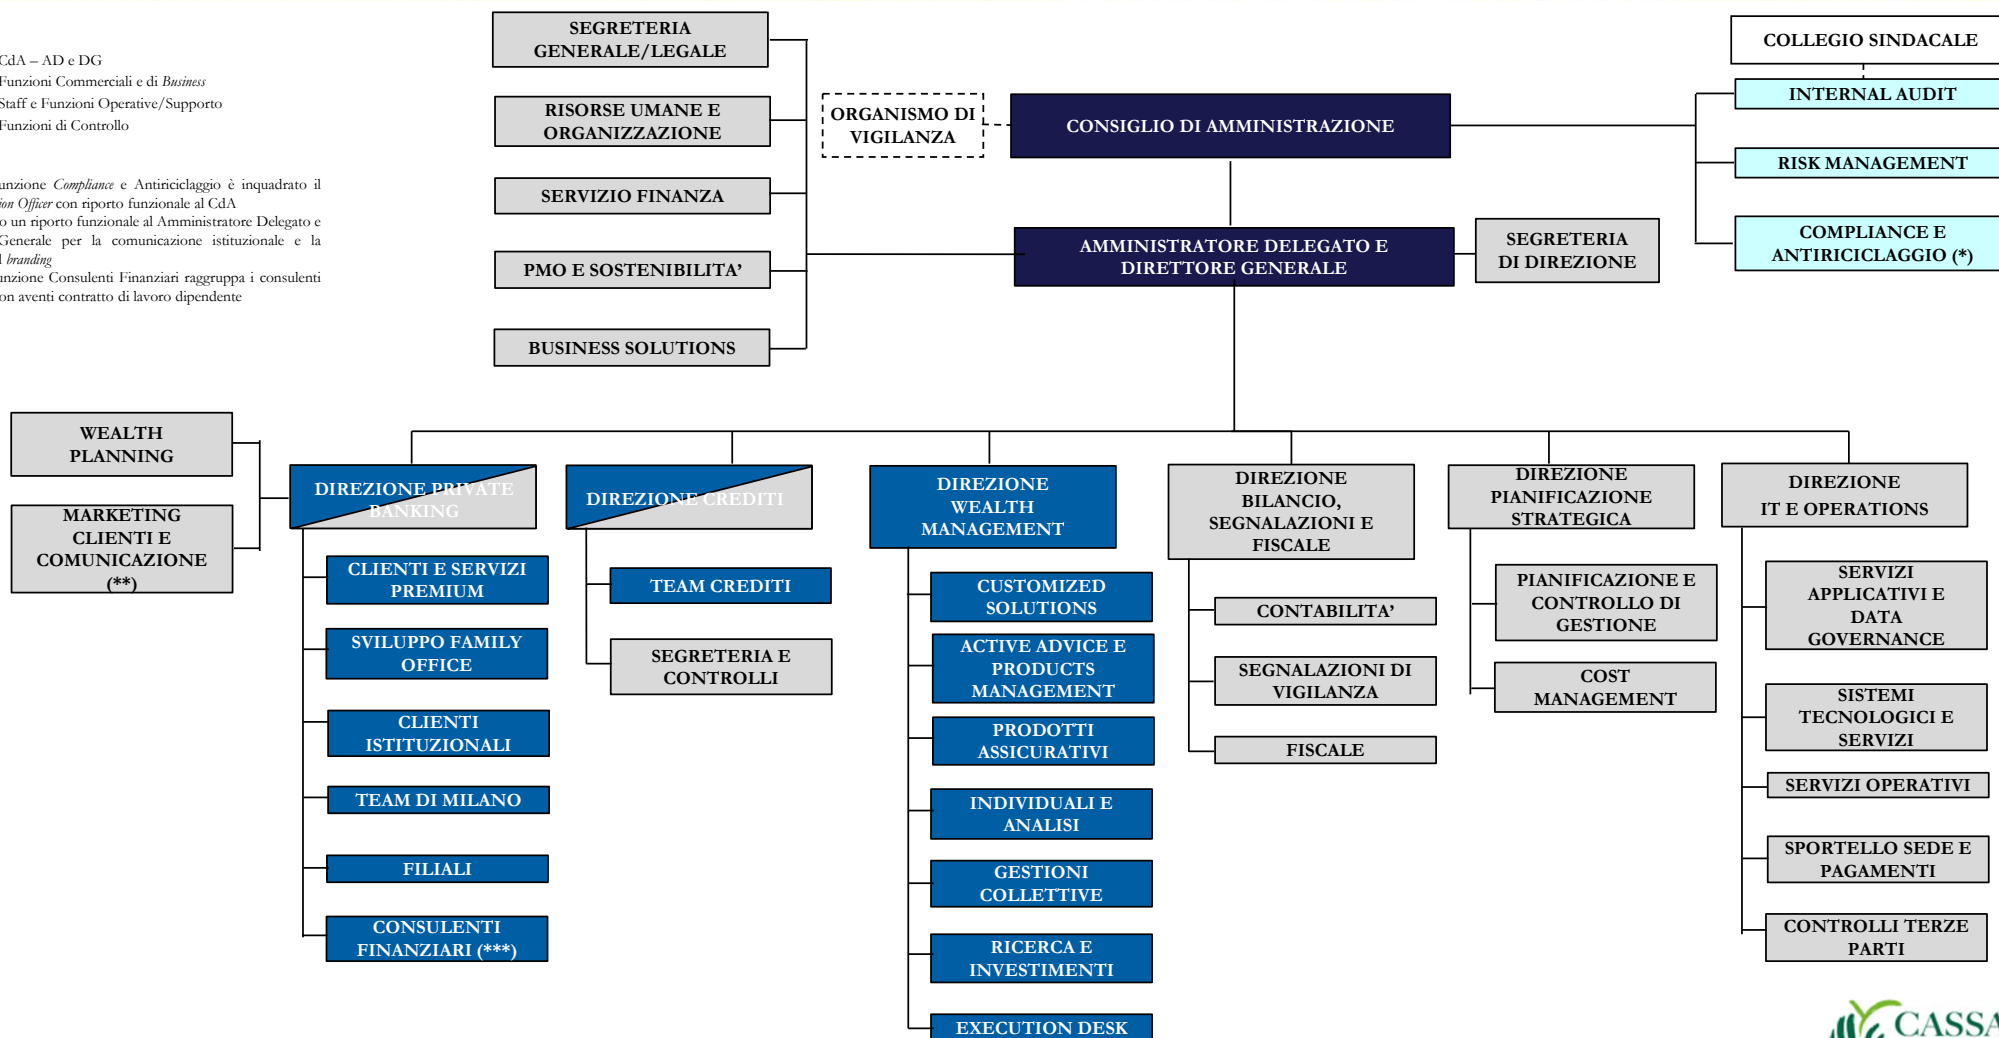 CdA – AD e DG
Funzioni Commerciali e di Business
Staff e Funzioni Operative/Supporto
Funzioni di Controllo
Compliance e Antiriciclaggio è inquadrato il
Officer con riporto funzionale al CdA
un riporto funzionale al Amministratore Delegato e
Generale per la comunicazione istituzionale e la
branding
Consulenti Finanziari raggruppa i consulenti
aventi contratto di lavoro dipendente
SEGRETERIA
GENERALE/LEGALE
RISORSE UMANE E
ORGANIZZAZIONE
SERVIZIO FINANZA
PMO E SOSTENIBILITA’
BUSINESS SOLUTIONS
ORGANISMO DI
VIGILANZA
CONSIGLIO DI AMMINISTRAZIONE
AMMINISTRATORE DELEGATO E
DIRETTORE GENERALE
SEGRETERIA
DI DIREZIONE
COLLEGIO SINDACALE
INTERNAL AUDIT
RISK MANAGEMENT
COMPLIANCE E
ANTIRICICLAGGIO (*)
WEALTH
PLANNING
MARKETING
CLIENTI E
COMUNICAZIONE
(**)
DIREZIONE PRIVATE
BANKING
CLIENTI E SERVIZI
PREMIUM
SVILUPPO FAMILY
OFFICE
CLIENTI
ISTITUZIONALI
TEAM DI MILANO
FILIALI
CONSULENTI
FINANZIARI (***)
DIREZIONE CREDITI
TEAM CREDITI
SEGRETERIA E
CONTROLLI
DIREZIONE
WEALTH
MANAGEMENT
CUSTOMIZED
SOLUTIONS
ACTIVE ADVICE E
PRODUCTS
MANAGEMENT
PRODOTTI
ASSICURATIVI
INDIVIDUALI E
ANALISI
GESTIONI
COLLETTIVE
RICERCA E
INVESTIMENTI
EXECUTION DESK
DIREZIONE
BILANCIO,
SEGNALAZIONI E
FISCALE
CONTABILITA’
SEGNALAZIONI DI
VIGILANZA
FISCALE
DIREZIONE
PIANIFICAZIONE
STRATEGICA
PIANIFICAZIONE E
CONTROLLO DI
GESTIONE
COST
MANAGEMENT
DIREZIONE
IT E OPERATIONS
SERVIZI
APPLICATIVI E
DATA
GOVERNANCE
SISTEMI
TECNOLOGICI E
SERVIZI
SERVIZI OPERATIVI
SPORTELLO SEDE E
PAGAMENTI
CONTROLLI TERZE
PARTI
CASSA